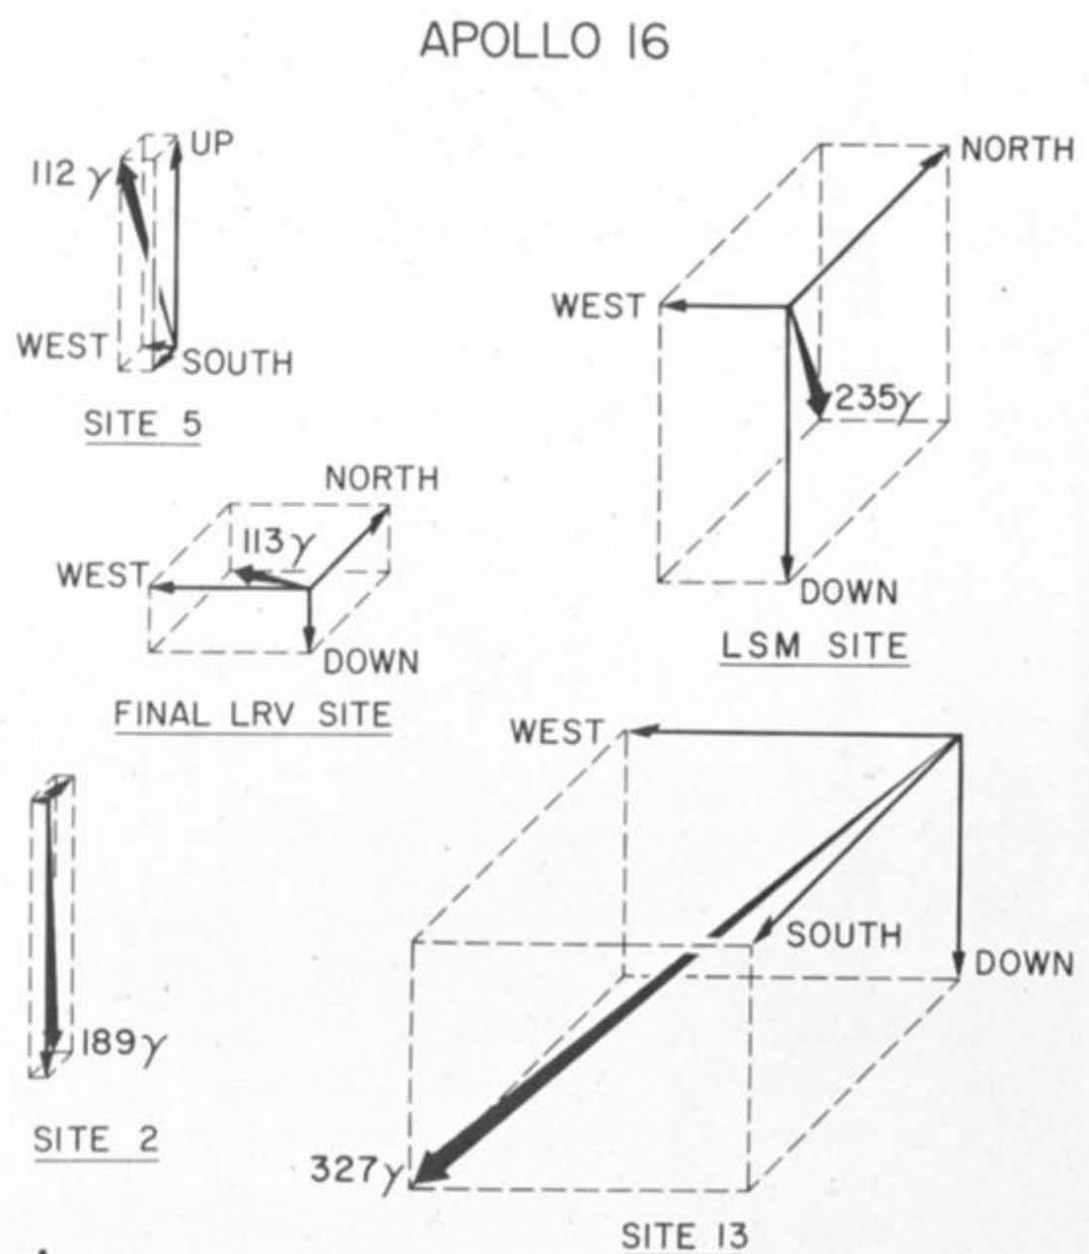 APOLLO 16
UP
112 γ
WEST
SOUTH
SITE 5
NORTH
WEST
235γ
DOWN
LSM SITE
NORTH
113γ
WEST
DOWN
FINAL LRV SITE
189γ
SITE 2
WEST
SOUTH
DOWN
327γ
SITE 13